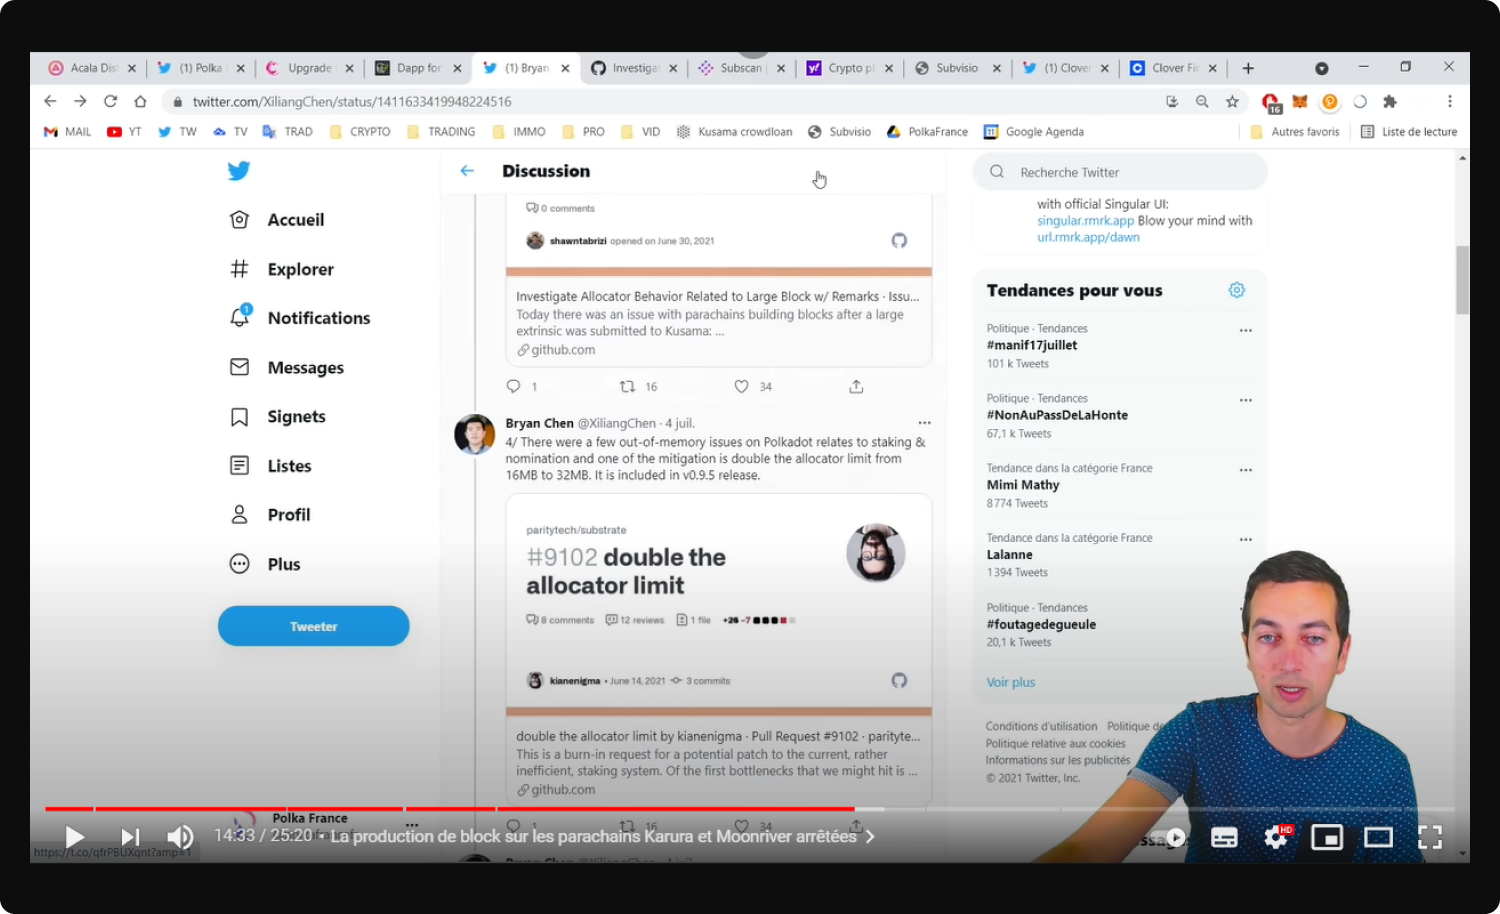 Acala Dis
(1) Polka
Upgrade
Dapp for
(1) Bryan
Investiga
Subscan
Crypto p
Subvisio
(1) Clove
Clover Fi
twitter.com/XiliangChen/status/1411633419948224516
16
MAIL
YT
TW
TV
TRAD
CRYPTO
TRADING
IMMO
PRO
VID
Kusama crowdloan
Subvisio
PolkaFrance
Google Agenda
Autres favoris
Liste de lecture
Accueil
Explorer
1
Notifications
Messages
Signets
Listes
Profil
Plus
Tweeter
Polka France
Discussion
0 comments
shawntabrizi opened on June 30, 2021
Investigate Allocator Behavior Related to Large Block w/ Remarks · Issu...
Today there was an issue with parachains building blocks after a large
extrinsic was submitted to Kusama: ...
github.com
1 16 34
Bryan Chen @XiliangChen · 4 juil.
4/ There were a few out-of-memory issues on Polkadot relates to staking &
nomination and one of the mitigation is double the allocator limit from
16MB to 32MB. It is included in v0.9.5 release.
paritytech/substrate
#9102 double the
allocator limit
8 comments 12 reviews 1 file +26 -7
kianenigma • June 14, 2021 3 commits
double the allocator limit by kianenigma · Pull Request #9102 · parityte...
This is a burn-in request for a potential patch to the current, rather
inefficient, staking system. Of the first bottlenecks that we might hit is ...
github.com
1 16 34
Recherche Twitter
with official Singular UI:
singular.rmrk.app Blow your mind with
url.rmrk.app/dawn
Tendances pour vous
Politique · Tendances
#manif17juillet
101 k Tweets
Politique · Tendances
#NonAuPassDeLaHonte
67,1 k Tweets
Tendance dans la catégorie France
Mimi Mathy
8 774 Tweets
Tendance dans la catégorie France
Lalanne
1 394 Tweets
Politique · Tendances
#foutagedegueule
20,1 k Tweets
Voir plus
Conditions d'utilisation Politique de
Politique relative aux cookies
Informations sur les publicités
© 2021 Twitter, Inc.
14:33 / 25:20 • La production de block sur les parachains Karura et Moonriver arrêtées
HD
https://t.co/qfrPBUXqnt?amp=1